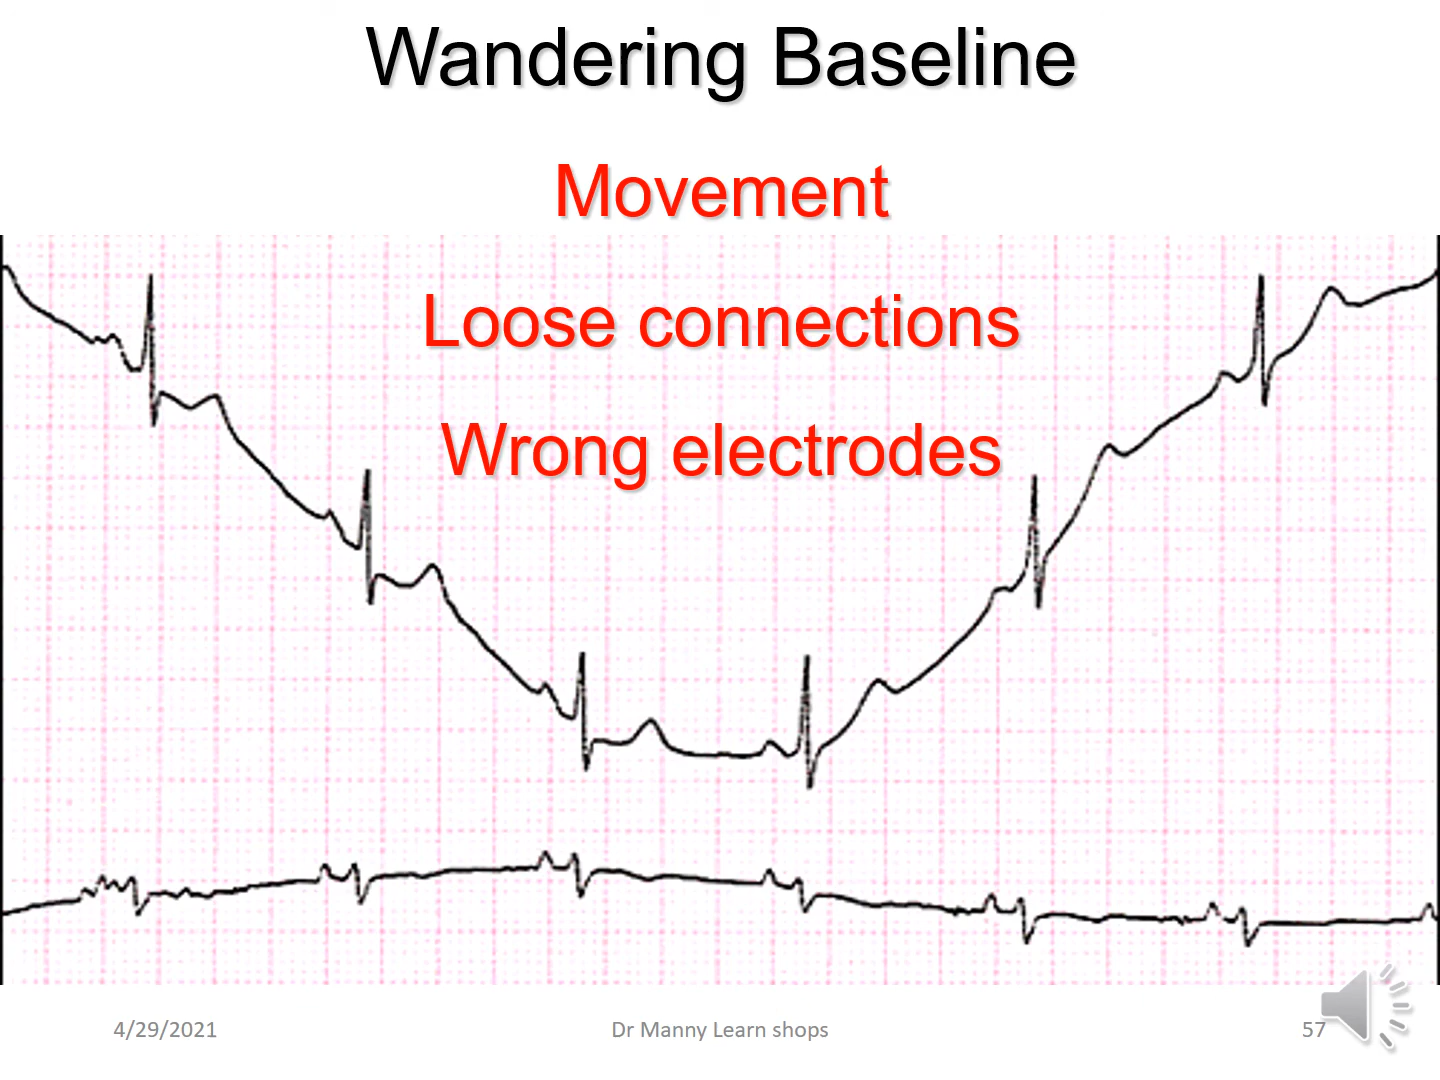 Wandering Baseline
Movement
Loose connections
Wrong electrodes
4/29/2021
Dr Manny Learn shops
57